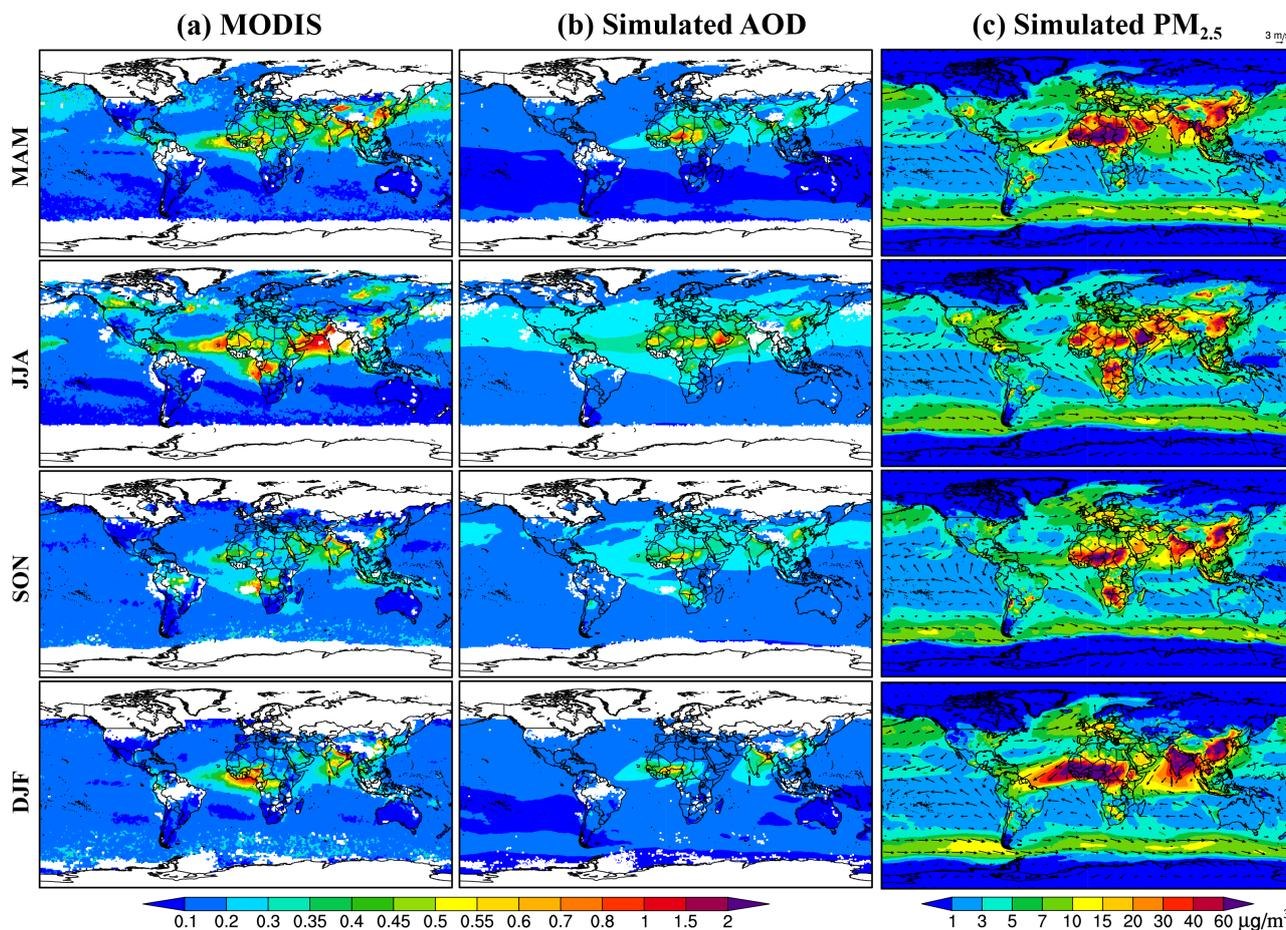 (a) MODIS (b) Simulated AOD (c) Simulated PM2.5
3 m/s
MAM
JJA
SON
DJF
0.1 0.2 0.3 0.35 0.4 0.45 0.5 0.55 0.6 0.7 0.8 1 1.5 2
1 3 5 7 10 15 20 30 40 60 μg/m3